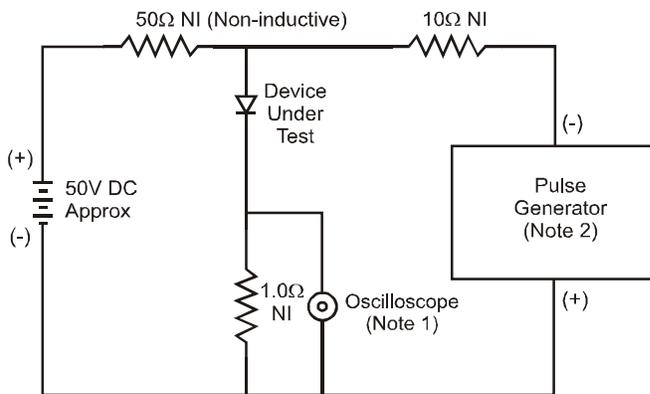 50Ω NI (Non-inductive)
10Ω NI
Device
Under
Test
(-)
(+)
50V DC
Approx
(-)
Pulse
Generator
(Note 2)
1.0Ω
NI
Oscilloscope
(Note 1)
(+)